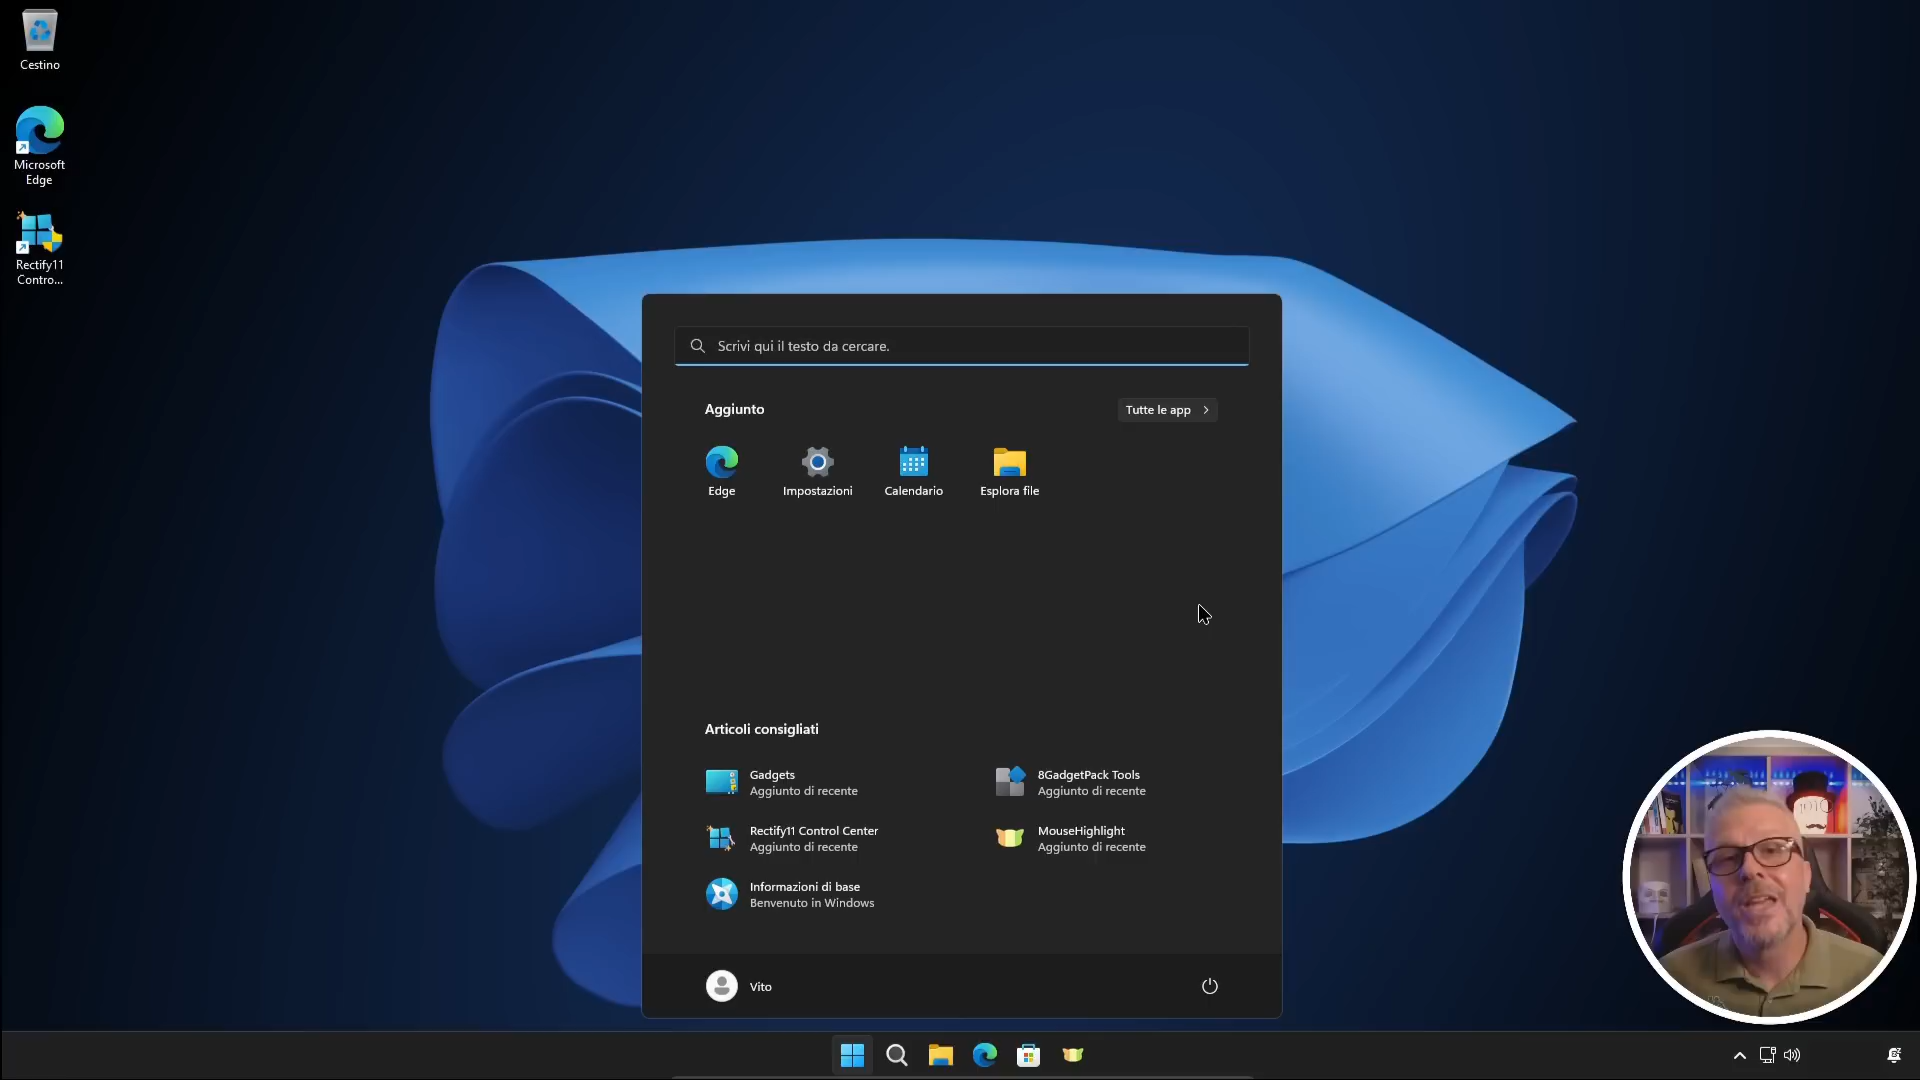 Cestino
Microsoft
Edge
Rectify11
Contro...
Scrivi qui il testo da cercare.
Aggiunto
Tutte le app
Edge
Impostazioni
Calendario
Esplora file
Articoli consigliati
Gadgets
Aggiunto di recente
8GadgetPack Tools
Aggiunto di recente
Rectify11 Control Center
Aggiunto di recente
MouseHighlight
Aggiunto di recente
Informazioni di base
Benvenuto in Windows
Vito